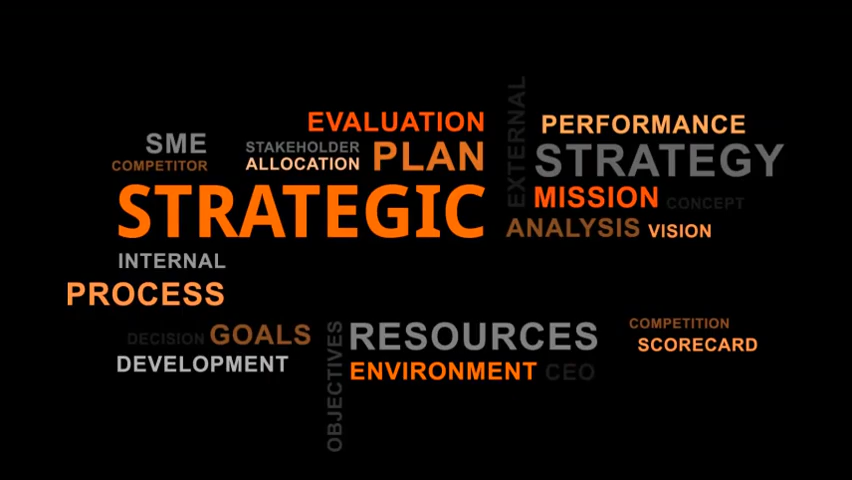 EXTERNAL
EVALUATION
PERFORMANCE
SME
STAKEHOLDER
PLAN
STRATEGY
COMPETITOR
ALLOCATION
STRATEGIC
MISSION
CONCEPT
ANALYSIS
VISION
INTERNAL
PROCESS
DECISION
GOALS
OBJECTIVES
RESOURCES
COMPETITION
SCORECARD
DEVELOPMENT
ENVIRONMENT
CEO